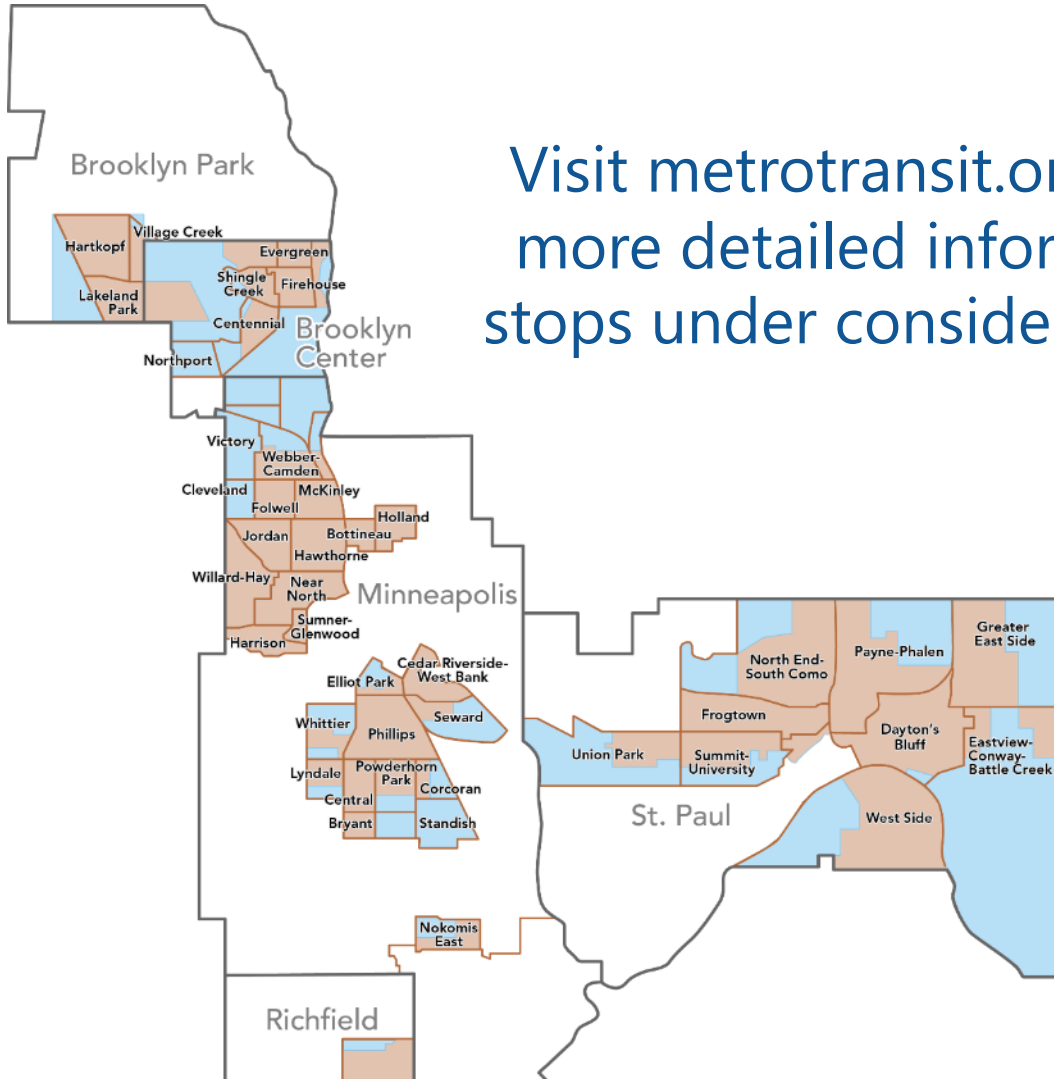 Visit metrotransit.or
more detailed infor
stops under conside
Brooklyn Park
Village Creek
Hartkopf
Evergreen
Shingle
Creek
Firehouse
Lakeland
Park
Centennial
Brooklyn
Center
Northport
Victory
Webber-
Camden
Cleveland
McKinley
Folwell
Holland
Jordan
Bottineau
Hawthorne
Willard-Hay
Near
North
Minneapolis
Sumner-
Glenwood
Harrison
Cedar Riverside-
West Bank
Elliot Park
Whittier
Seward
Phillips
Lyndale
Powderhorn
Park
Corcoran
Central
Bryant
Standish
Nokomis
East
Richfield
Greater
East Side
Payne-Phalen
North End-
South Como
Frogtown
Dayton's
Bluff
Union Park
Summit-
University
Eastview-
Conway-
Battle Creek
St. Paul
West Side